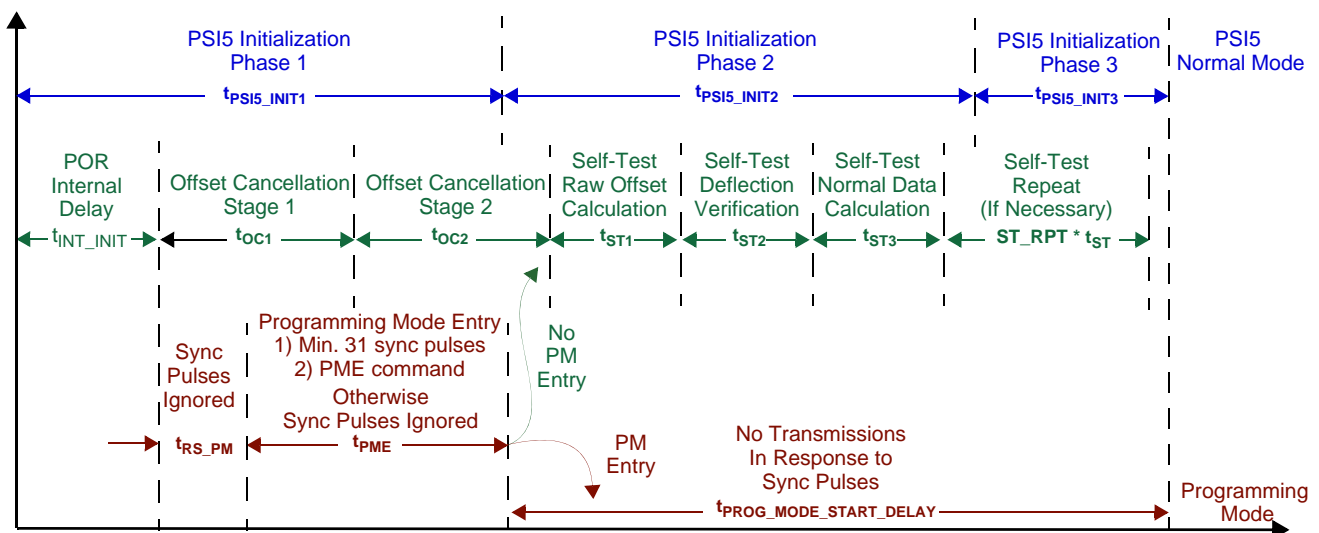 PSI5 Initialization
Phase 1
tPSI5_INIT1
PSI5 Initialization
Phase 2
tPSI5_INIT2
PSI5 Initialization
Phase 3
tPSI5_INIT3
PSI5
Normal Mode
POR
Internal
Delay
tINT_INIT
Offset Cancellation
Stage 1
tOC1
Offset Cancellation
Stage 2
tOC2
Self-Test
Raw Offset
Calculation
tST1
Self-Test
Deflection
Verification
tST2
Self-Test
Normal Data
Calculation
tST3
Self-Test
Repeat
(If Necessary)
ST_RPT * tST
Sync
Pulses
Ignored
tRS_PM
Programming Mode Entry
1) Min. 31 sync pulses
2) PME command
Otherwise
Sync Pulses Ignored
tPME
No
PM
Entry
PM
Entry
No Transmissions
In Response to
Sync Pulses
tPROG_MODE_START_DELAY
Programming
Mode